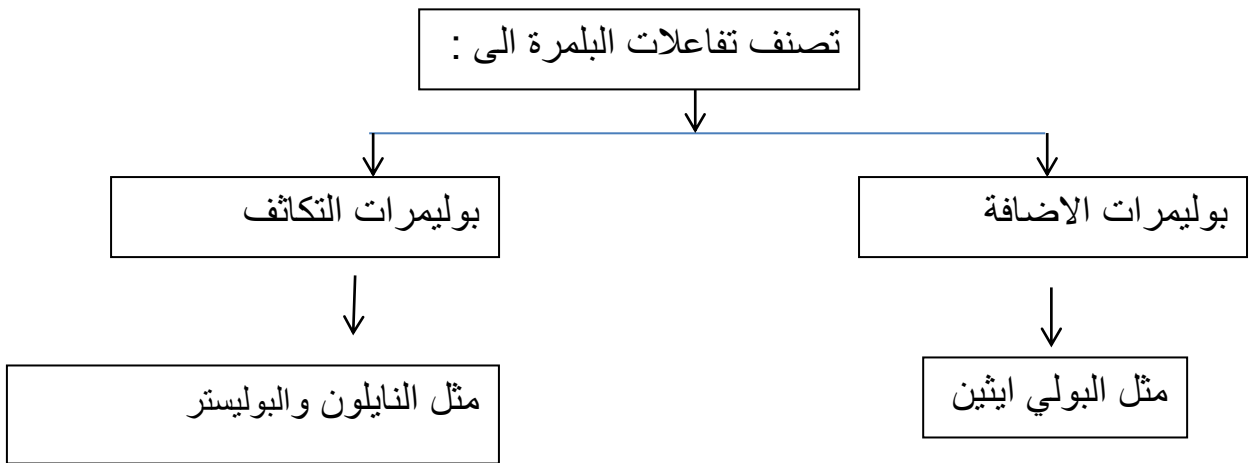 تصنف تفاعلات البلمرة الى :
بوليمرات الاضافة
بوليمرات التكاثف
مثل البولي ايثين
مثل النايلون والبوليستر